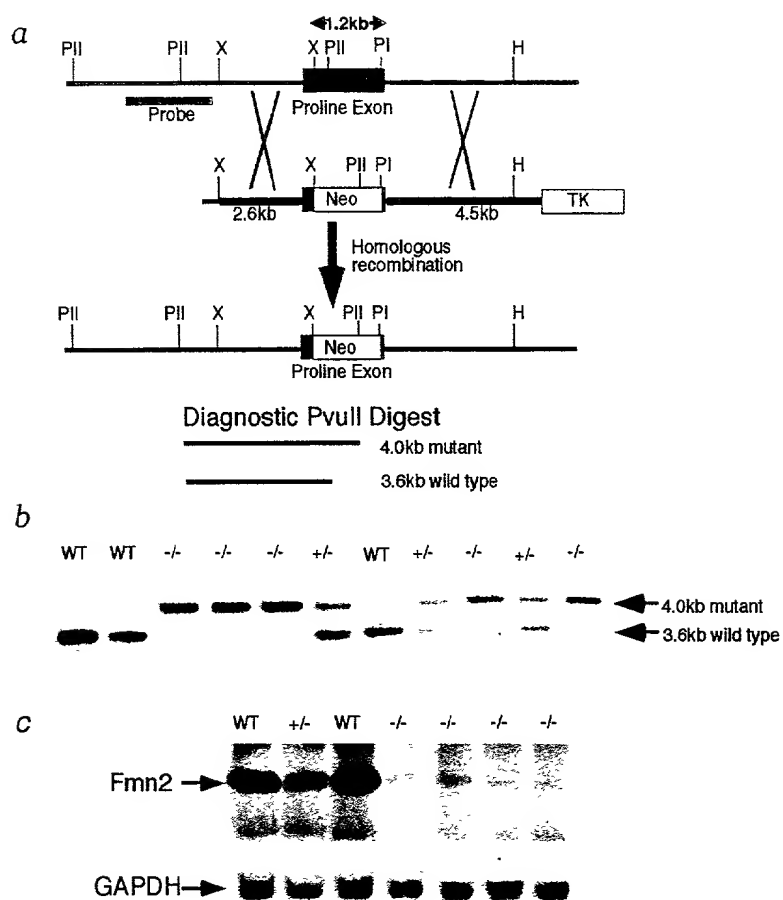 a
1.2kb
PII PII X X PII PI H
Probe
Proline Exon
X X PII PI H
Neo
TK
2.6kb
4.5kb
Homologous
recombination
PII PII X X PII PI H
Neo
Proline Exon
Diagnostic PvuII Digest
4.0kb mutant
3.6kb wild type
b
WT WT -/- -/- -/- +/- WT +/- -/- +/- -/-
4.0kb mutant
3.6kb wild type
c
WT +/- WT -/- -/- -/- -/-
Fmn2
GAPDH